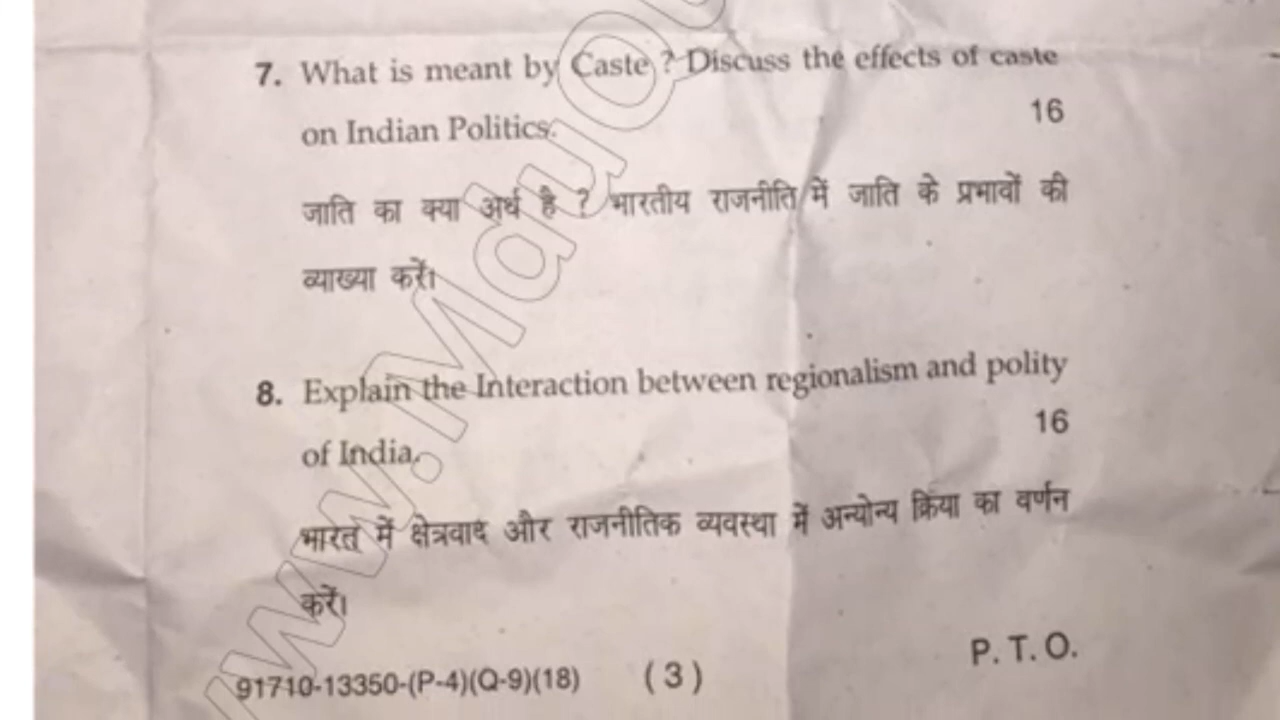 7. What is meant by Caste ? Discuss the effects of caste
on Indian Politics.
16
जाति का क्या अर्थ है ? भारतीय राजनीति में जाति के प्रभावों की
व्याख्या करें।
8. Explain the Interaction between regionalism and polity
of India.
16
भारत में क्षेत्रवाद और राजनीतिक व्यवस्था में अन्योन्य क्रिया का वर्णन
करें।
91710-13350-(P-4)(Q-9)(18) ( 3 ) P. T. O.